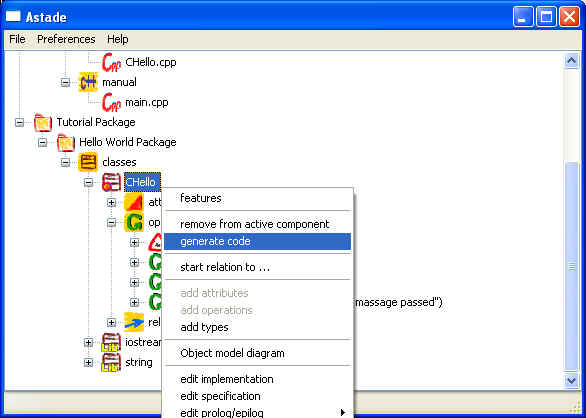 Astade
File Preferences Help
CHello.cpp
manual
main.cpp
Tutorial Package
Hello World Package
classes
CHello
features
att
remove from active component
op
generate code
start relation to ...
add attributes
massage passed")
add operations
rel
add types
iostream
Object model diagram
string
edit implementation
edit specification
edit prolog/epilog